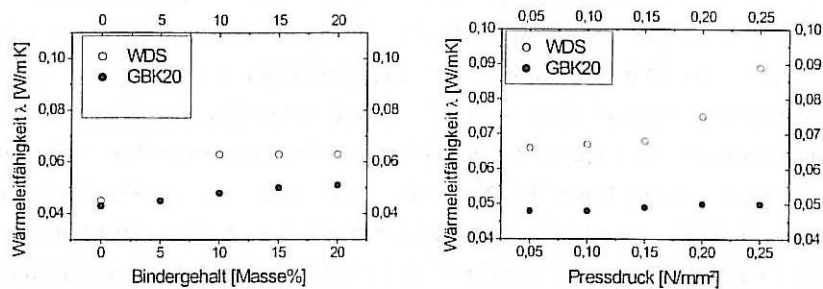 0 5 10 15 20
0,10 0,10
WDS
GBK20
0,08 0,08
0,06 0,06
0,04 0,04
0 5 10 15 20
Wärmeleitfähigkeit λ [W/mK]
Bindergehalt [Masse%]
0,05 0,10 0,15 0,20 0,25
0,10 0,10
WDS
GBK20
0,09 0,09
0,08 0,08
0,07 0,07
0,06 0,06
0,05 0,05
0,04 0,04
0,05 0,10 0,15 0,20 0,25
Wärmeleitfähigkeit λ [W/mK]
Pressdruck [N/mm²]